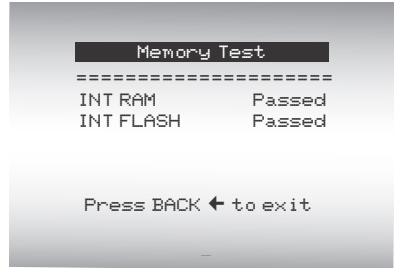 Memory Test
=====================
INT RAM Passed
INT FLASH Passed
Press BACK ← to exit
_